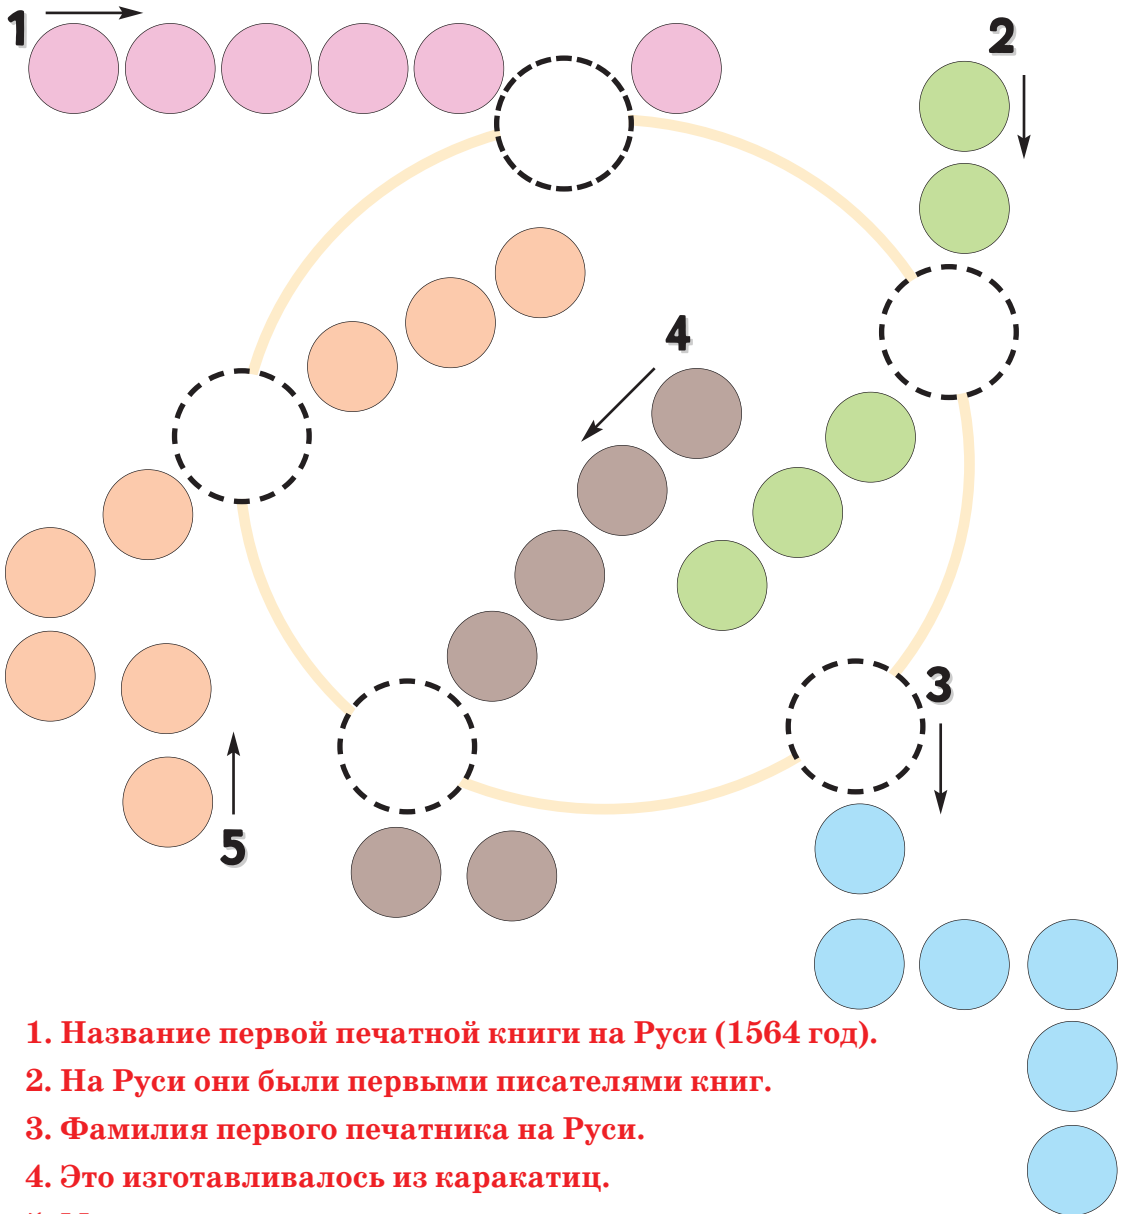 1
2
4
3
5
1. Название первой печатной книги на Руси (1564 год).
2. На Руси они были первыми писателями книг.
3. Фамилия первого печатника на Руси.
4. Это изготавливалось из каракатиц.